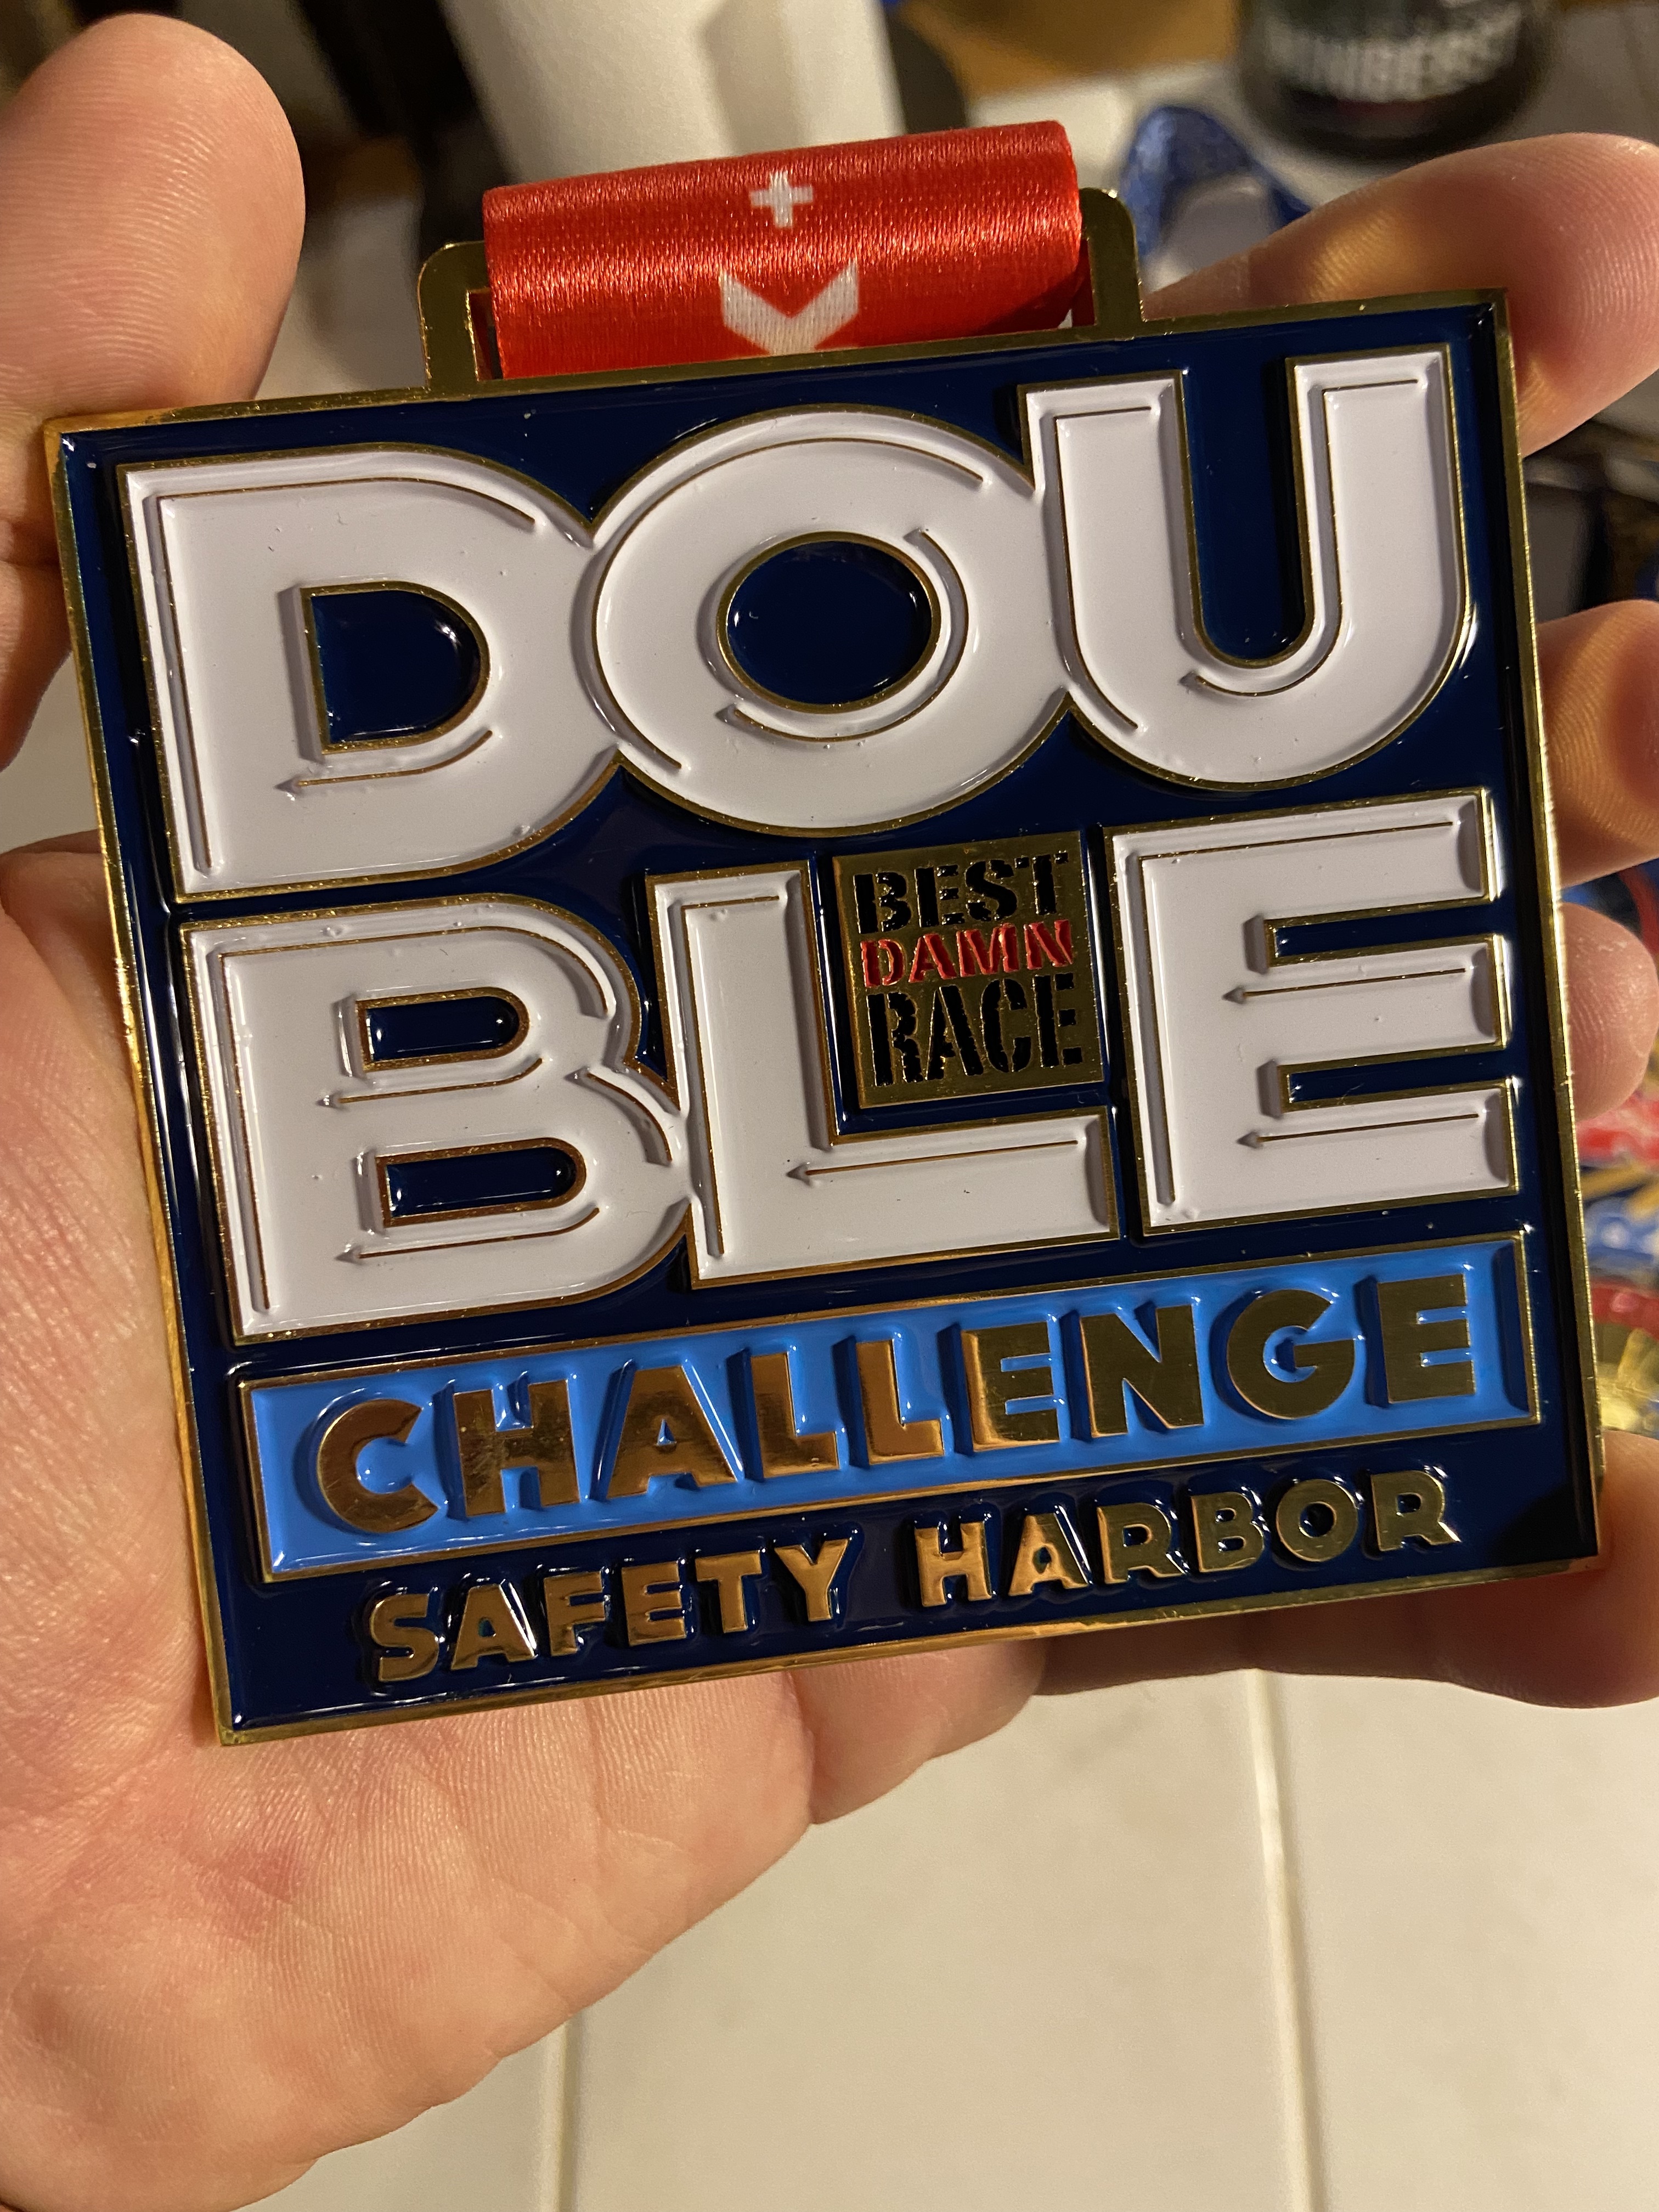 DOU
BLE
BEST
DAMN
RACE
CHALLENGE
SAFETY HARBOR